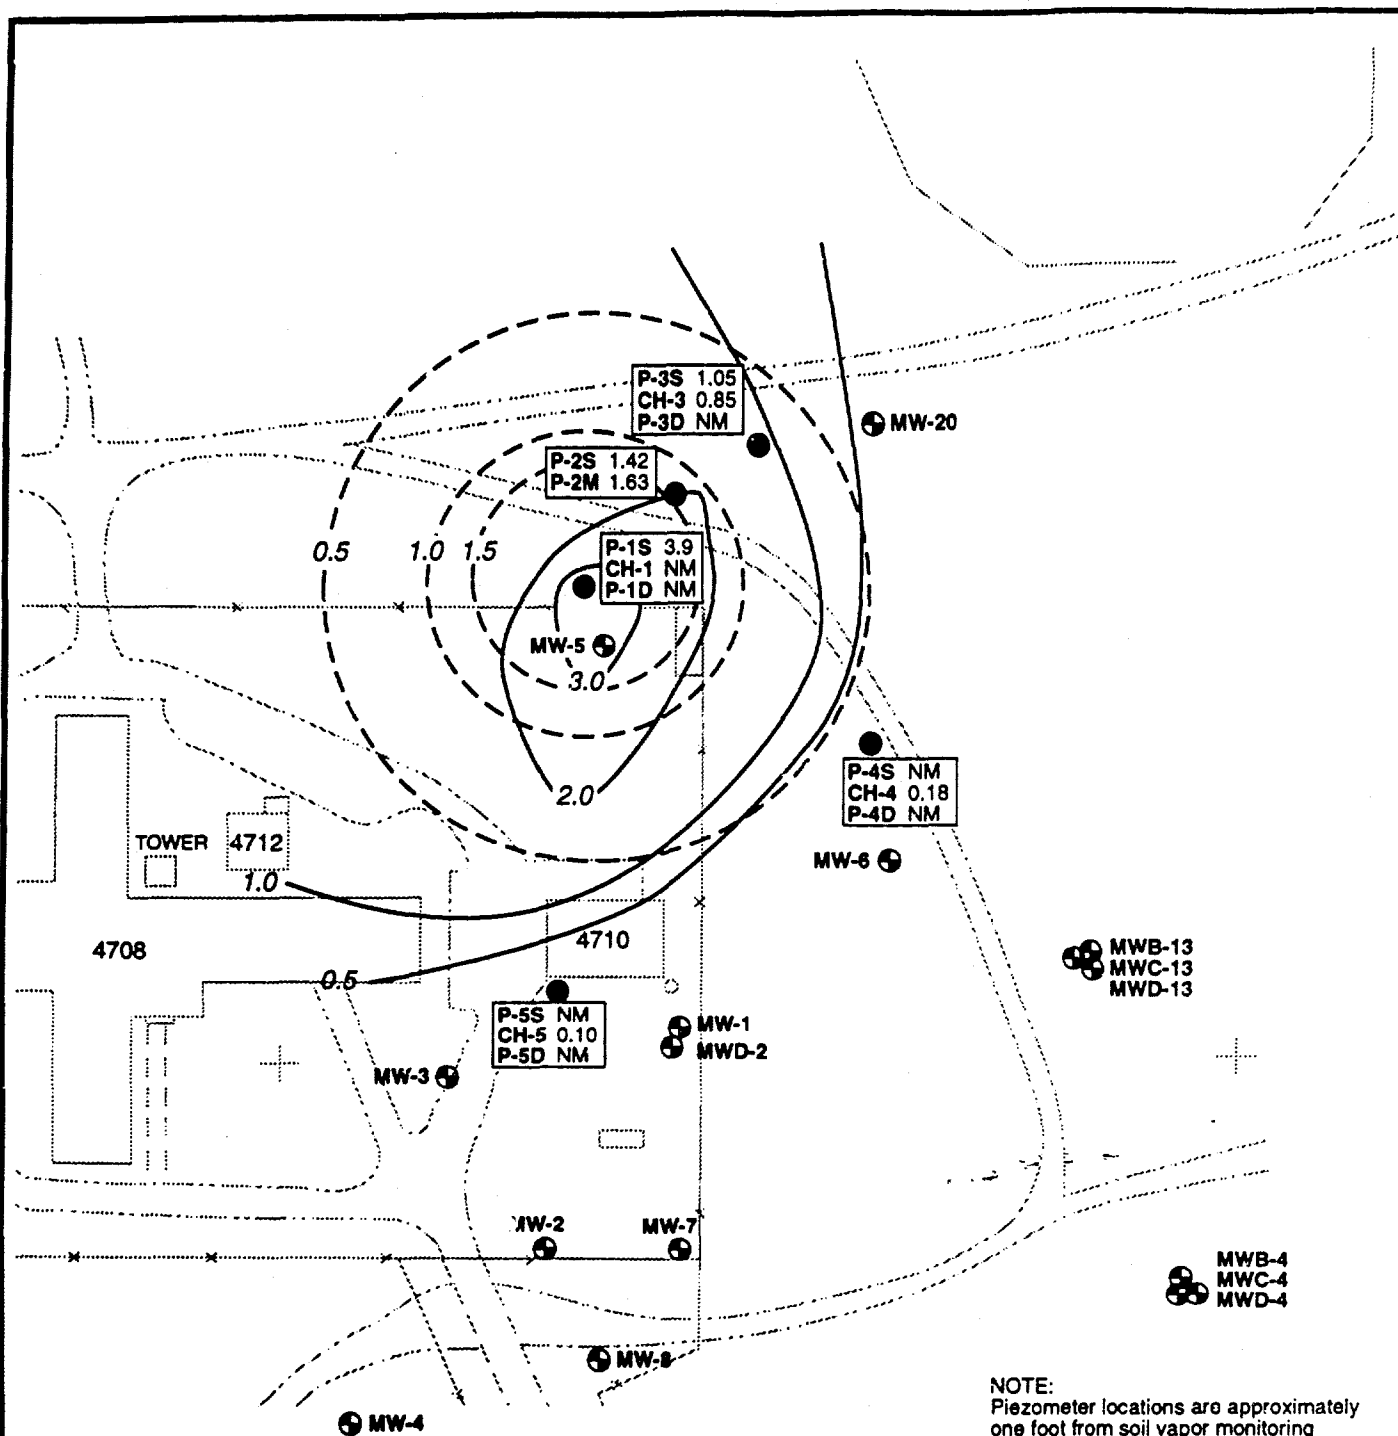 P-3S 1.05
CH-3 0.85
P-3D NM
MW-20
P-2S 1.42
P-2M 1.63
0.5
1.0
1.5
P-1S 3.9
CH-1 NM
P-1D NM
MW-5
3.0
2.0
P-4S NM
CH-4 0.18
P-4D NM
TOWER
4712
MW-6
1.0
4708
4710
MWB-13
MWC-13
MWD-13
0.5
P-5S NM
CH-5 0.10
P-5D NM
MW-1
MWD-2
MW-3
MW-2
MW-7
MWB-4
MWC-4
MWD-4
MW-8
NOTE:
Piezometer locations are approximately
one foot from soil vapor monitoring
MW-4